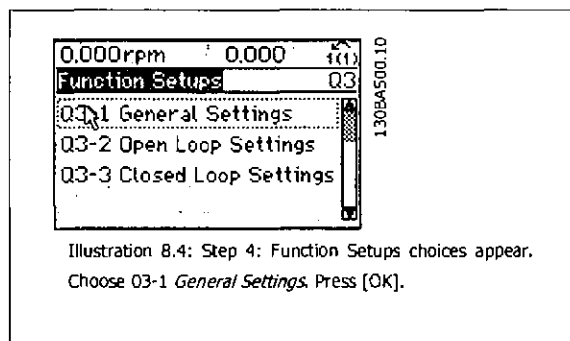 0.000rpm 0.000 1(1)
Function Setups Q3
Q3-1 General Settings
Q3-2 Open Loop Settings
Q3-3 Closed Loop Settings
130BA500.10
Illustration 8.4: Step 4: Function Setups choices appear.
Choose 03-1 General Settings. Press [OK].